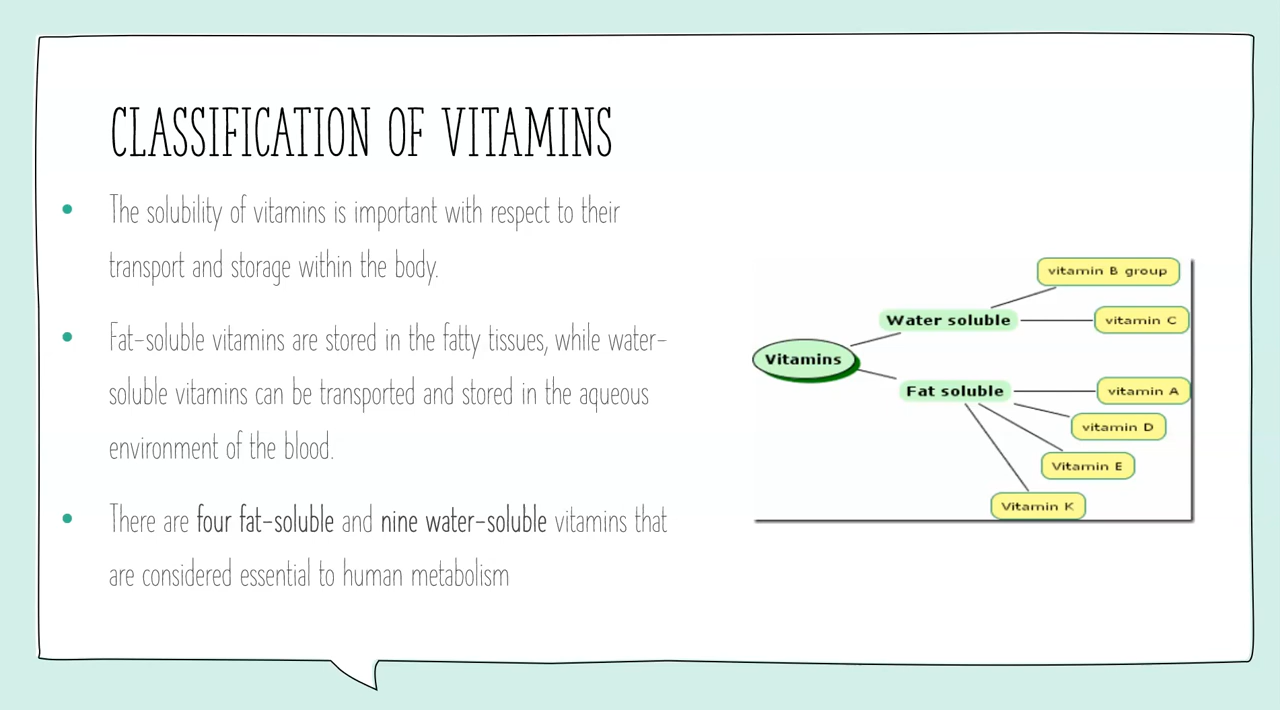 CLASSIFICATION OF VITAMINS
• The solubility of vitamins is important with respect to their
transport and storage within the body.
• Fat-soluble vitamins are stored in the fatty tissues, while water-
soluble vitamins can be transported and stored in the aqueous
environment of the blood.
• There are four fat-soluble and nine water-soluble vitamins that
are considered essential to human metabolism
Vitamins
Water soluble
vitamin B group
vitamin C
Fat soluble
vitamin A
vitamin D
Vitamin E
Vitamin K